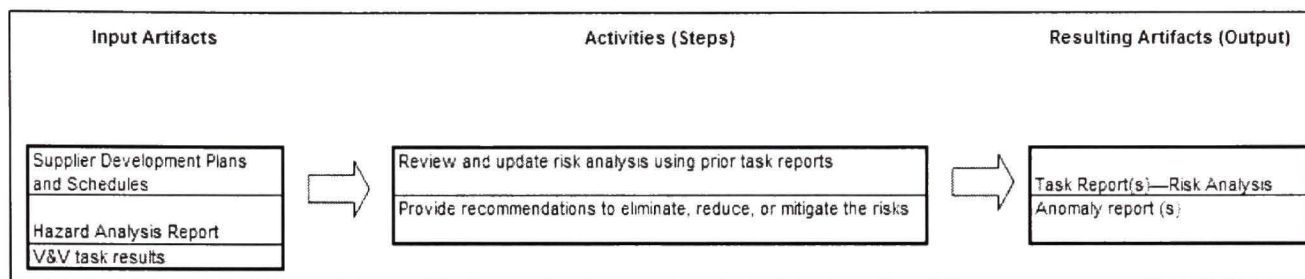 Input Artifacts
Activities (Steps)
Resulting Artifacts (Output)
Supplier Development Plans
and Schedules
Hazard Analysis Report
V&V task results
Review and update risk analysis using prior task reports
Provide recommendations to eliminate, reduce, or mitigate the risks
Task Report(s)—Risk Analysis
Anomaly report (s)